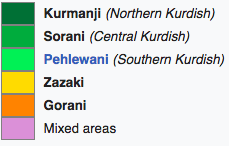 Kurmanji (Northern Kurdish)
Sorani (Central Kurdish)
Pehlewani (Southern Kurdish)
Zazaki
Gorani
Mixed areas